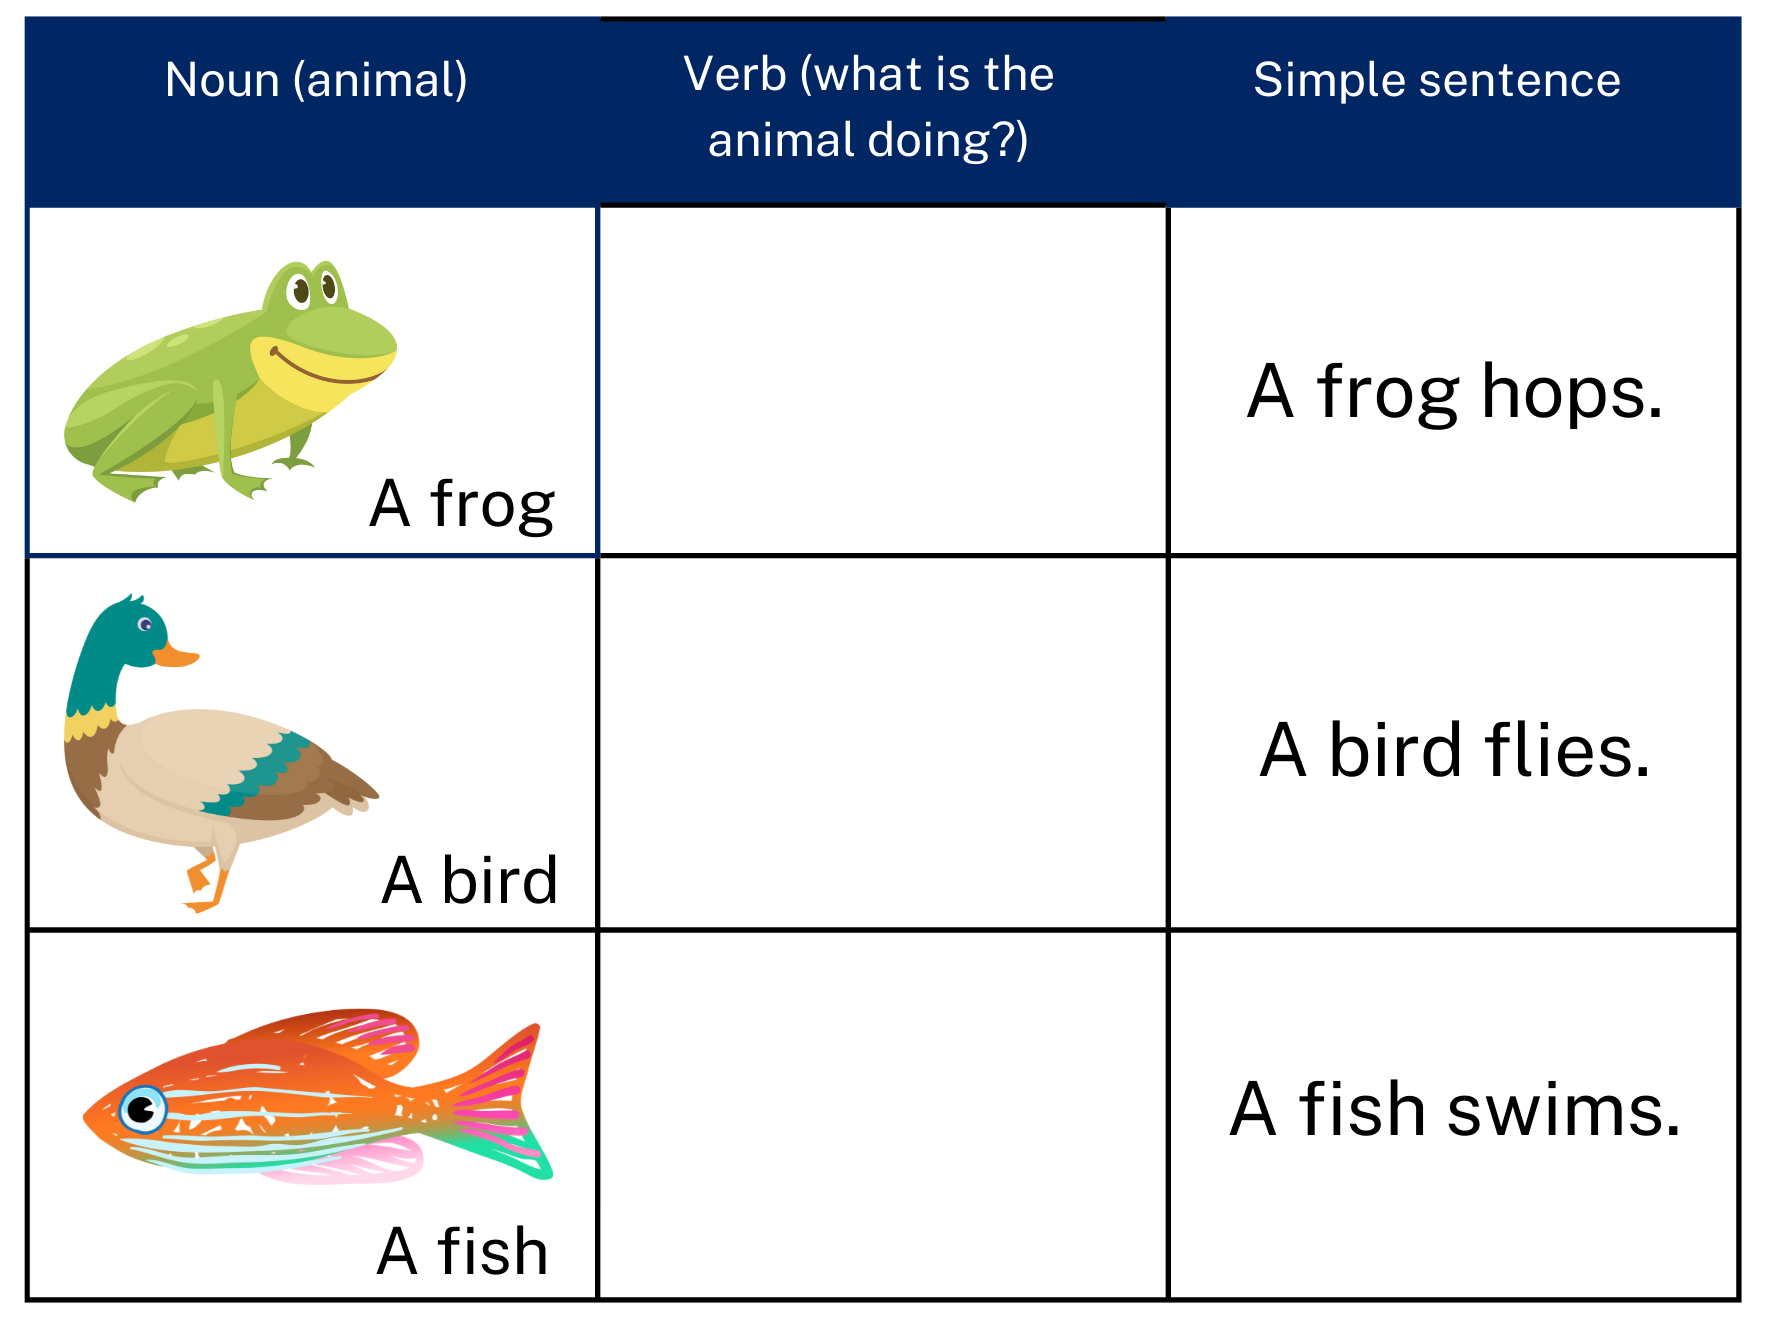 Noun (animal)
Verb (what is the
animal doing?)
Simple sentence
A frog
A frog hops.
A bird
A bird flies.
A fish
A fish swims.